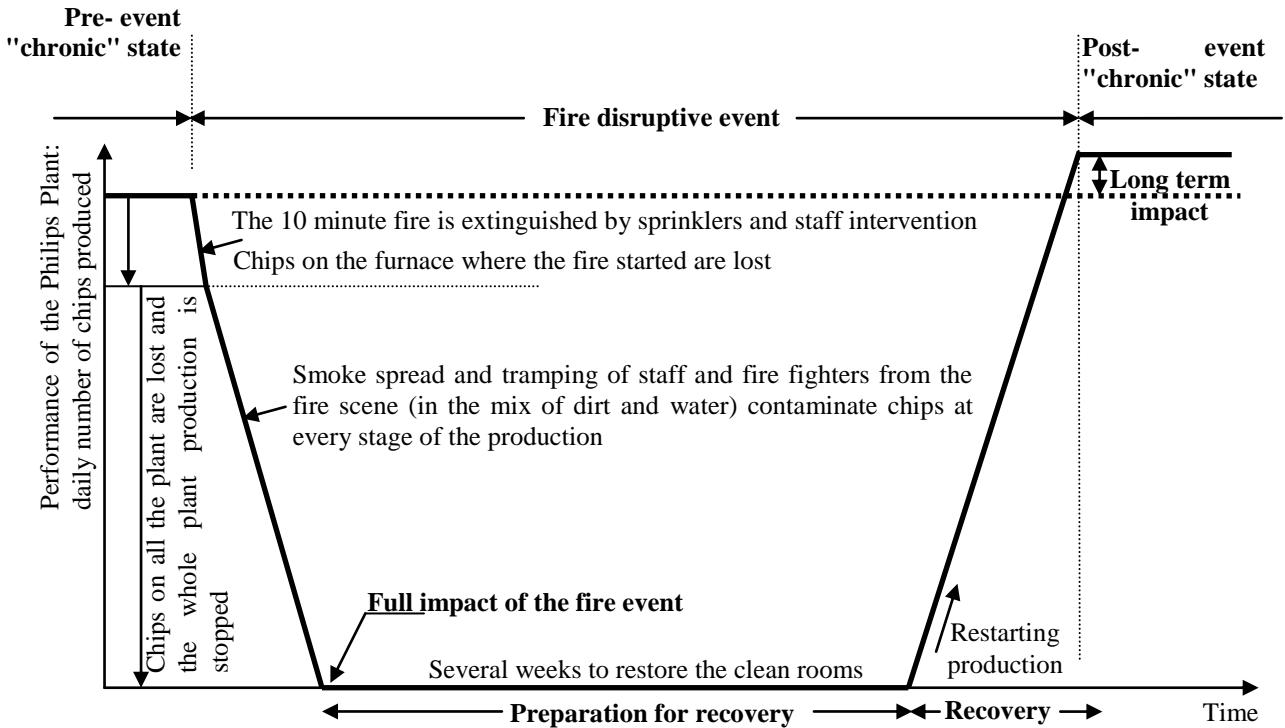 Pre- event
"chronic" state
Post- event
"chronic" state
Fire disruptive event
Performance of the Philips Plant:
daily number of chips produced
Long term
impact
The 10 minute fire is extinguished by sprinklers and staff intervention
Chips on the furnace where the fire started are lost
Chips on all the plant are lost and
the whole plant production is
stopped
Smoke spread and tramping of staff and fire fighters from the
fire scene (in the mix of dirt and water) contaminate chips at
every stage of the production
Full impact of the fire event
Several weeks to restore the clean rooms
Restarting
production
Preparation for recovery
Recovery
Time